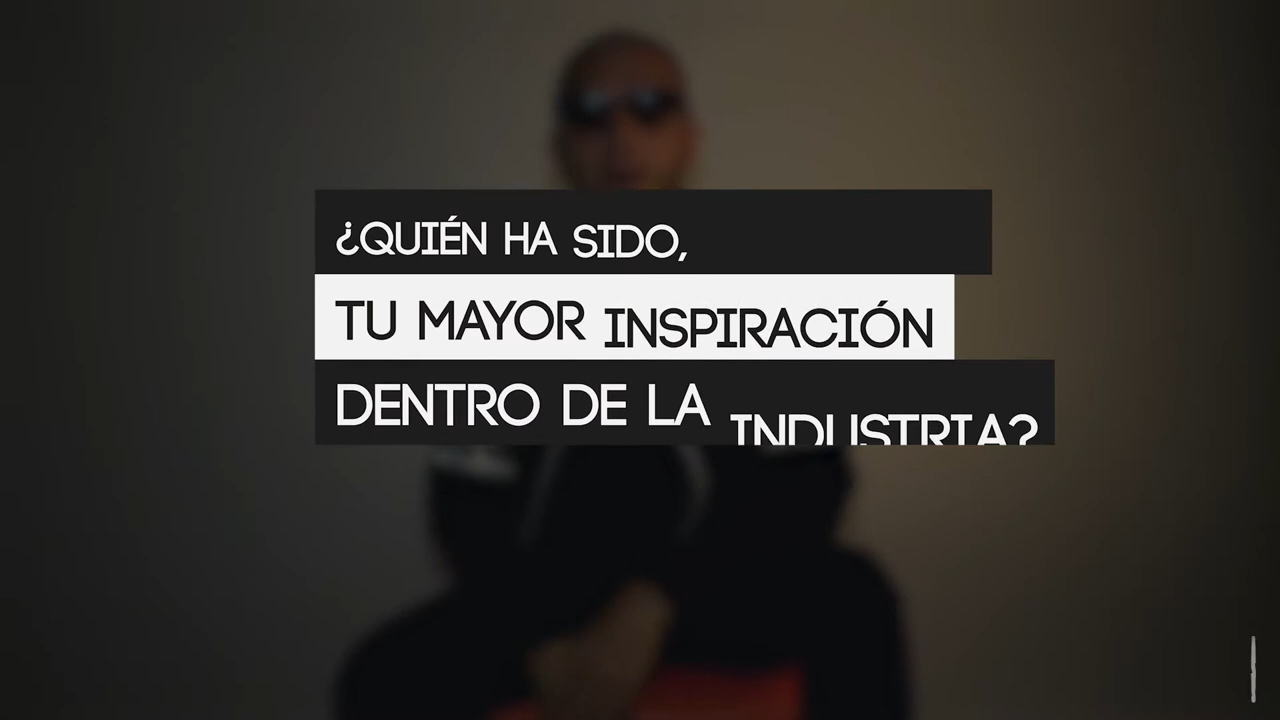 ¿QUIÉN HA SIDO,
TU MAYOR INSPIRACIÓN
DENTRO DE LA INDUSTRIA?